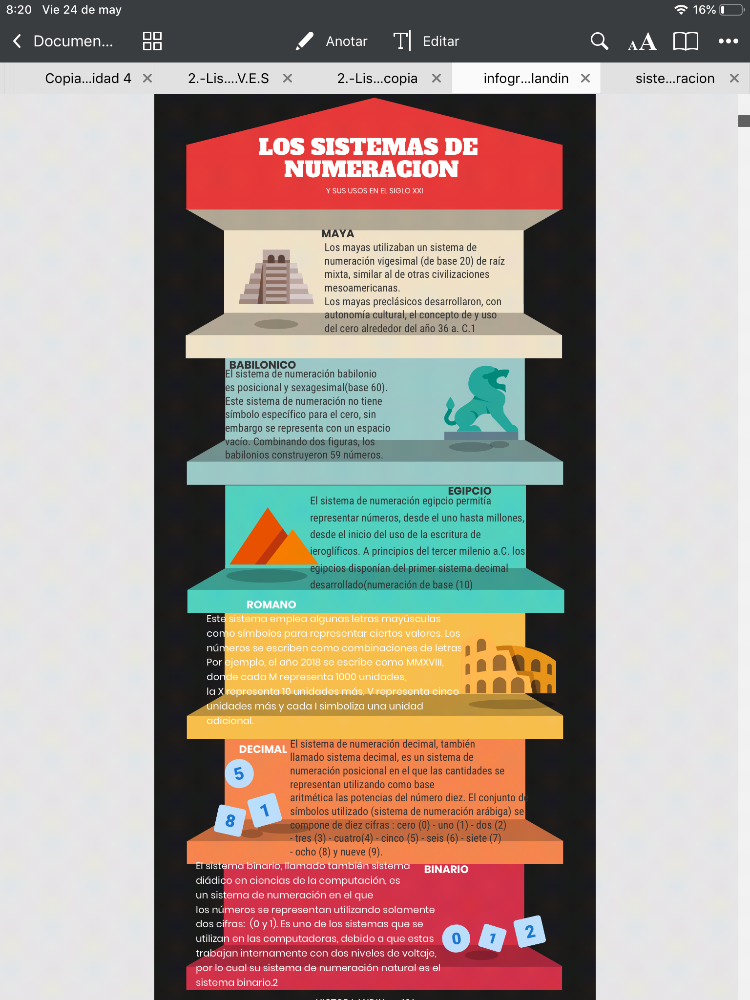 8:20 Vie 24 de may 16%
Documen... Anotar Editar AA
Copia...idad 4 2.-Lis....V.E.S 2.-Lis...copia infogr...landin siste...racion
LOS SISTEMAS DE
NUMERACION
Y SUS USOS EN EL SIGLO XXI
MAYA
Los mayas utilizaban un sistema de
numeración vigesimal (de base 20) de raíz
mixta, similar al de otras civilizaciones
mesoamericanas.
Los mayas preclásicos desarrollaron, con
autonomía cultural, el concepto de y uso
del cero alrededor del año 36 a. C.1
BABILONICO
El sistema de numeración babilonio
es posicional y sexagesimal(base 60).
Este sistema de numeración no tiene
símbolo específico para el cero, sin
embargo se representa con un espacio
vacío. Combinando dos figuras, los
babilonios construyeron 59 números.
EGIPCIO
El sistema de numeración egipcio permitía
representar números, desde el uno hasta millones,
desde el inicio del uso de la escritura de
jeroglíficos. A principios del tercer milenio a.C. los
egipcios disponían del primer sistema decimal
desarrollado(numeración de base (10)
ROMANO
Este sistema emplea algunas letras mayúsculas
como símbolos para representar ciertos valores. Los
números se escriben como combinaciones de letras
Por ejemplo, el año 2018 se escribe como MMXVIII,
donde cada M representa 1000 unidades,
la X representa 10 unidades más, V representa cinco
unidades más y cada I simboliza una unidad
adicional.
DECIMAL
5
8 1
El sistema de numeración decimal, también
llamado sistema decimal, es un sistema de
numeración posicional en el que las cantidades se
representan utilizando como base
aritmética las potencias del número diez. El conjunto de
símbolos utilizado (sistema de numeración arábiga) se
compone de diez cifras : cero (0) - uno (1) - dos (2)
- tres (3) - cuatro(4) - cinco (5) - seis (6) - siete (7)
- ocho (8) y nueve (9).
BINARIO
El sistema binario, llamado también sistema
diádico en ciencias de la computación, es
un sistema de numeración en el que
los números se representan utilizando solamente
dos cifras: (0 y 1). Es uno de los sistemas que se
utilizan en las computadoras, debido a que estas
trabajan internamente con dos niveles de voltaje,
por lo cual su sistema de numeración natural es el
sistema binario.2
0 1 2